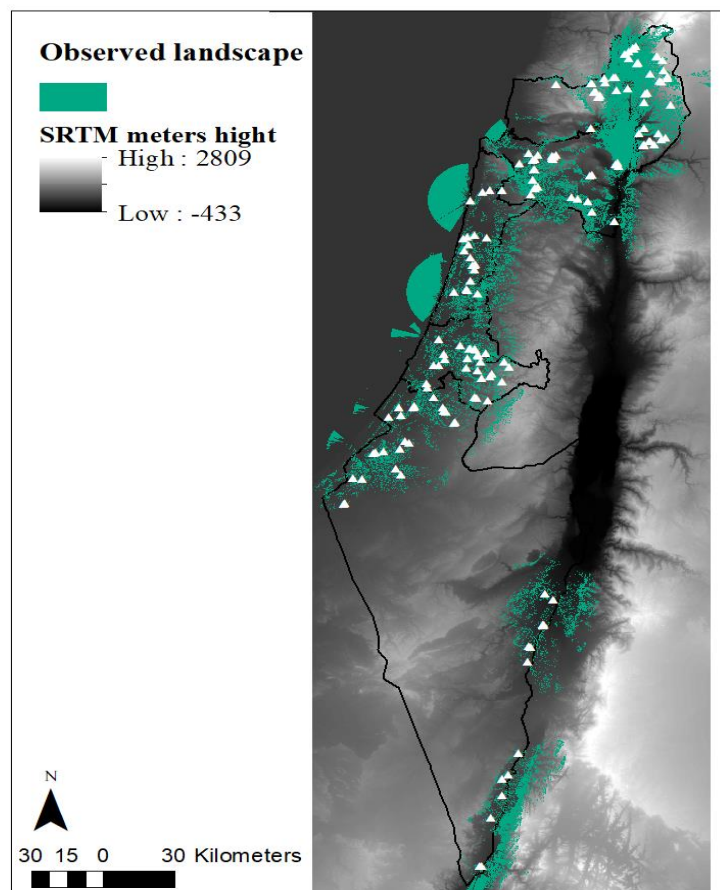 Observed landscape
SRTM meters hight
High : 2809
Low : -433
N
30 15 0 30 Kilometers